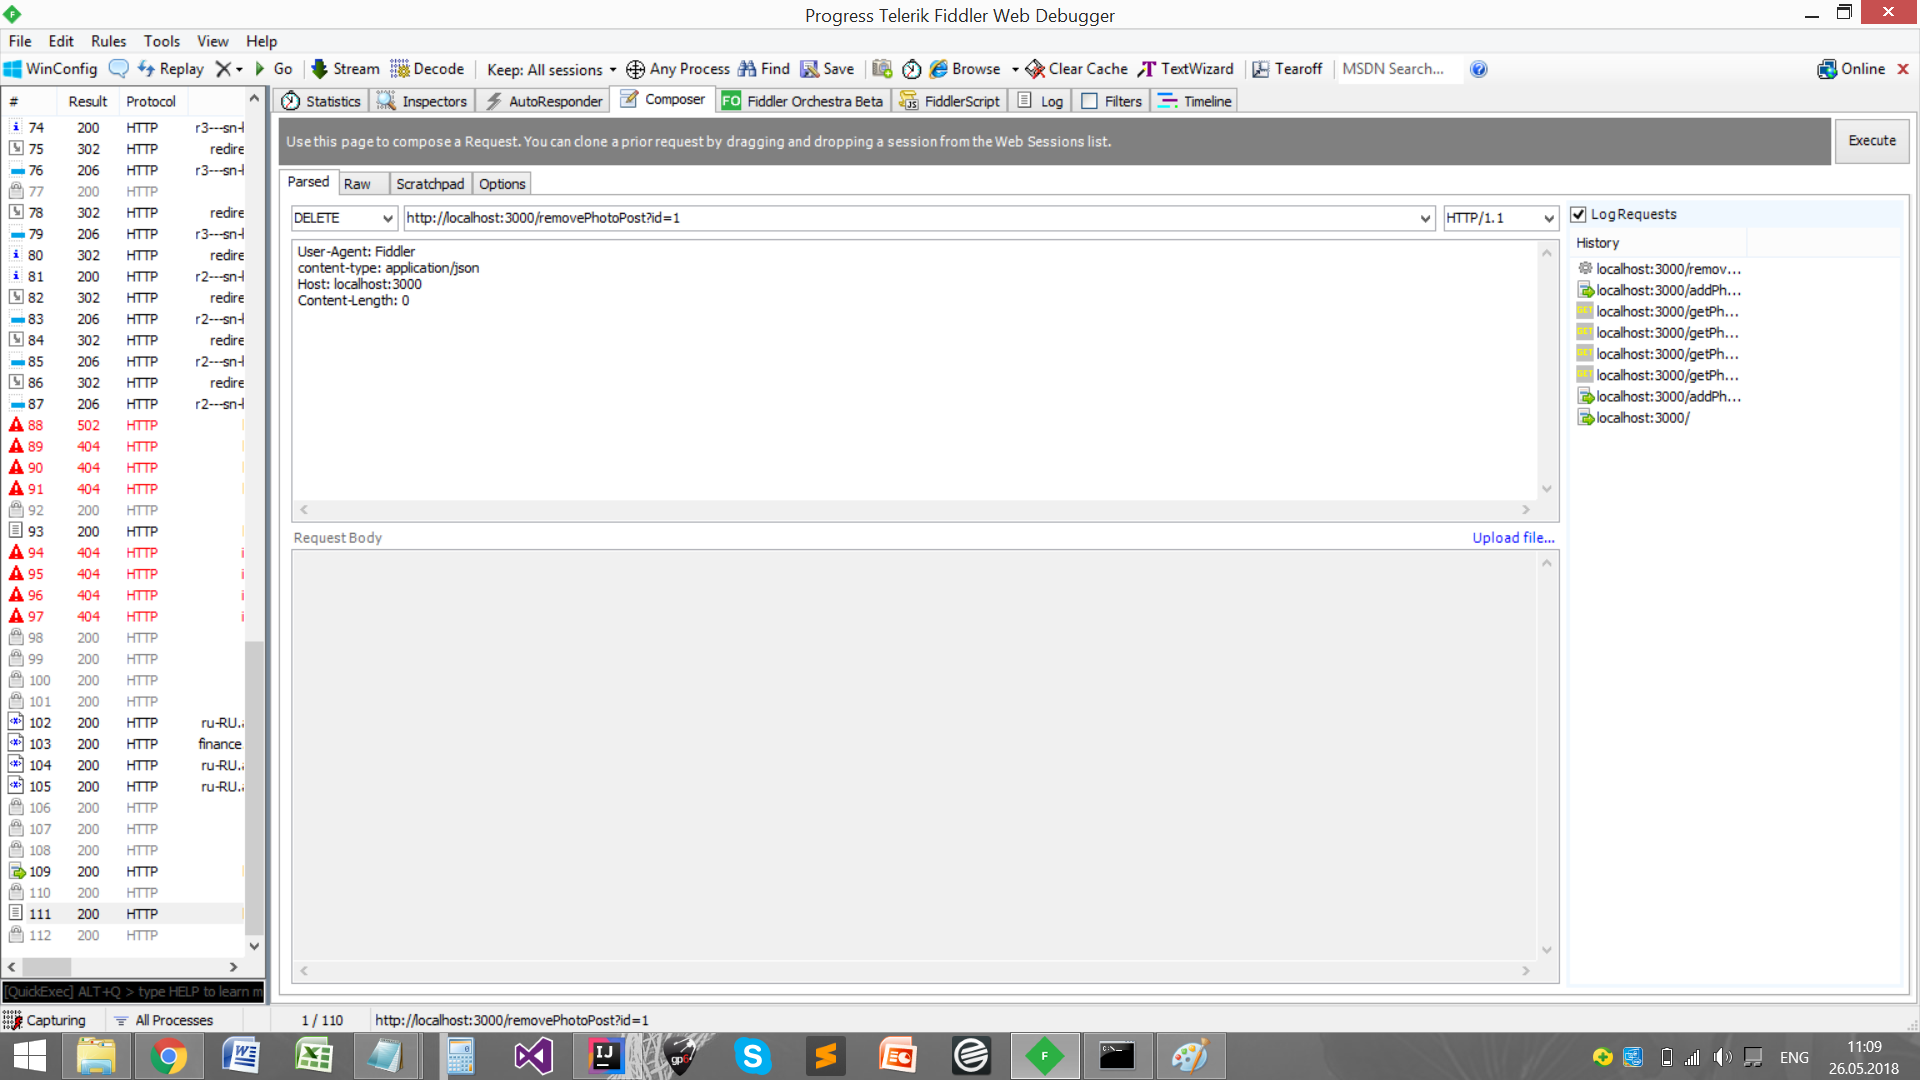 Progress Telerik Fiddler Web Debugger
File Edit Rules Tools View Help
WinConfig Replay Go Stream Decode Keep: All sessions Any Process Find Save Browse Clear Cache TextWizard Tearoff MSDN Search... Online
# Result Protocol
Statistics Inspectors AutoResponder Composer FO Fiddler Orchestra Beta FiddlerScript Log Filters Timeline
Use this page to compose a Request. You can clone a prior request by dragging and dropping a session from the Web Sessions list.
Execute
Parsed Raw Scratchpad Options
DELETE http://localhost:3000/removePhotoPost?id=1 HTTP/1.1
User-Agent: Fiddler
content-type: application/json
Host: localhost:3000
Content-Length: 0
Request Body Upload file...
Log Requests
History
localhost:3000/remov...
localhost:3000/addPh...
GET localhost:3000/getPh...
GET localhost:3000/getPh...
GET localhost:3000/getPh...
GET localhost:3000/getPh...
localhost:3000/addPh...
localhost:3000/
74 200 HTTP r3---sn-
75 302 HTTP redire
76 206 HTTP r3---sn-
77 200 HTTP
78 302 HTTP redire
79 206 HTTP r3---sn-
80 302 HTTP redire
81 200 HTTP r2---sn-
82 302 HTTP redire
83 206 HTTP r2---sn-
84 302 HTTP redire
85 206 HTTP r2---sn-
86 302 HTTP redire
87 206 HTTP r2---sn-
88 502 HTTP
89 404 HTTP
90 404 HTTP
91 404 HTTP
92 200 HTTP
93 200 HTTP
94 404 HTTP
95 404 HTTP
96 404 HTTP
97 404 HTTP
98 200 HTTP
99 200 HTTP
100 200 HTTP
101 200 HTTP
102 200 HTTP ru-RU.
103 200 HTTP finance
104 200 HTTP ru-RU.
105 200 HTTP ru-RU.
106 200 HTTP
107 200 HTTP
108 200 HTTP
109 200 HTTP
110 200 HTTP
111 200 HTTP
112 200 HTTP
[QuickExec] ALT+Q > type HELP to learn m
Capturing All Processes 1 / 110 http://localhost:3000/removePhotoPost?id=1
ENG
11:09
26.05.2018